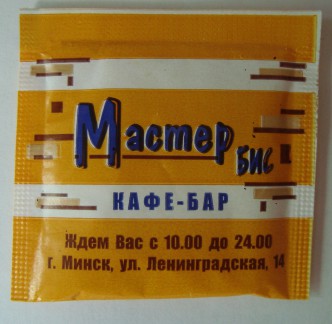 Мастер
БИС
КАФЕ-БАР
Ждем Вас с 10.00 до 24.00
г. Минск, ул. Ленинградская, 14